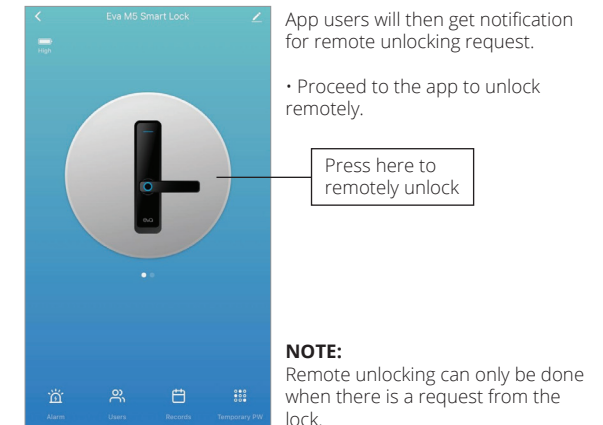 Eva M5 Smart Lock
High
eva
Alarm
Users
Records
Temporary PW
App users will then get notification
for remote unlocking request.
• Proceed to the app to unlock
remotely.
Press here to
remotely unlock
NOTE:
Remote unlocking can only be done
when there is a request from the
lock.